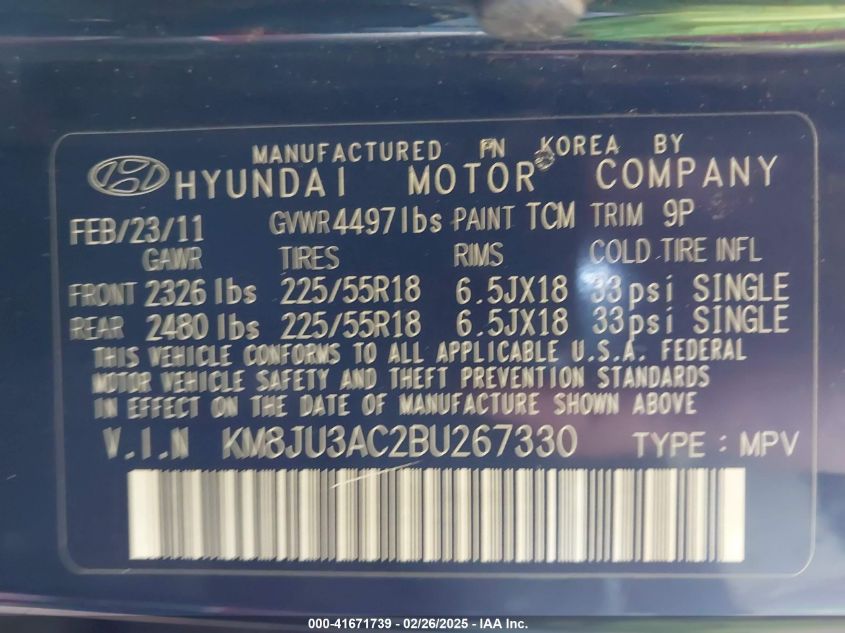 MANUFACTURED IN KOREA BY
HYUNDAI MOTOR COMPANY
FEB/23/11 GVWR 4497lbs PAINT TCM TRIM 9P
GAWR TIRES RIMS COLD TIRE INFL
FRONT 2326 lbs 225/55R18 6.5JX18 33psi SINGLE
REAR 2480 lbs 225/55R18 6.5JX18 33psi SINGLE
THIS VEHICLE CONFORMS TO ALL APPLICABLE U.S.A. FEDERAL
MOTOR VEHICLE SAFETY AND THEFT PREVENTION STANDARDS
IN EFFECT ON THE DATE OF MANUFACTURE SHOWN ABOVE
V.I.N KM8JU3AC2BU267330 TYPE : MPV
000-41671739 - 02/26/2025 - IAA Inc.